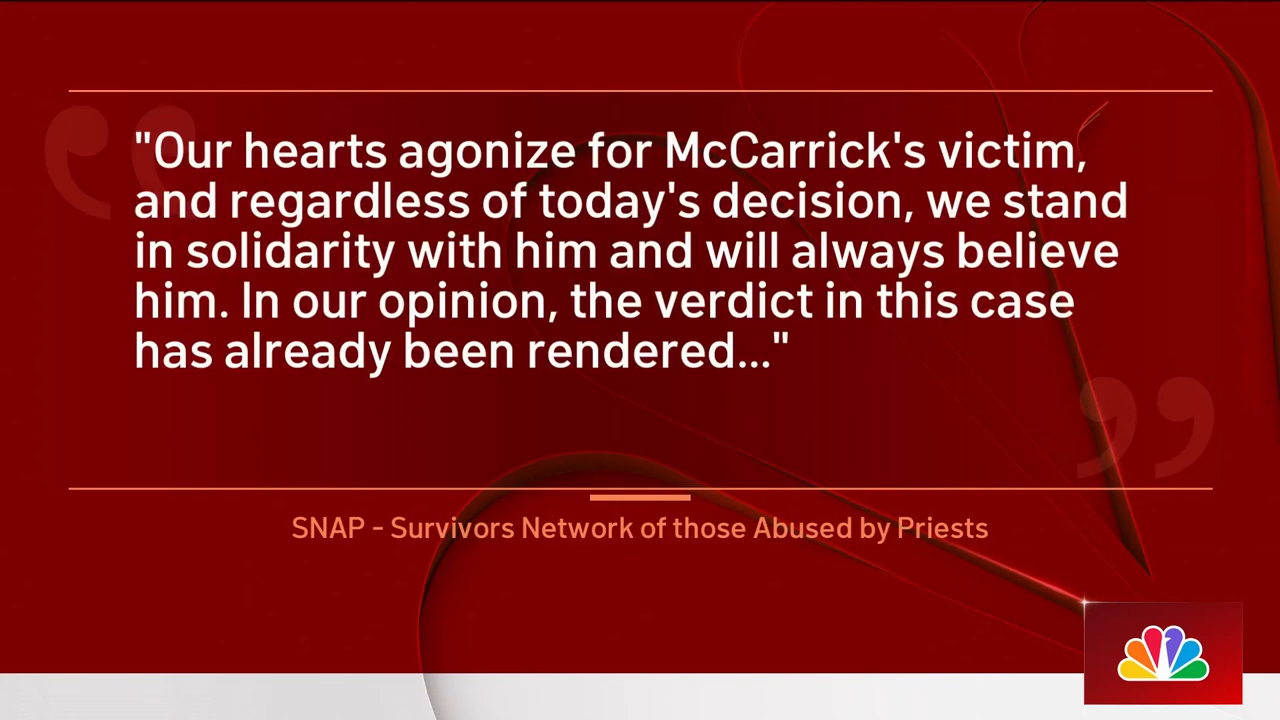 "Our hearts agonize for McCarrick's victim,
and regardless of today's decision, we stand
in solidarity with him and will always believe
him. In our opinion, the verdict in this case
has already been rendered..."
SNAP - Survivors Network of those Abused by Priests